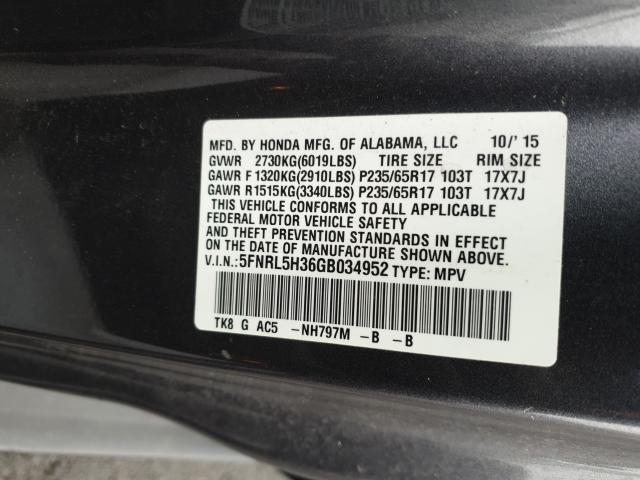 MFD. BY HONDA MFG. OF ALABAMA, LLC 10/'15
GVWR 2730KG(6019LBS) TIRE SIZE RIM SIZE
GAWR F 1320KG(2910LBS) P235/65R17 103T 17X7J
GAWR R1515KG(3340LBS) P235/65R17 103T 17X7J
THIS VEHICLE CONFORMS TO ALL APPLICABLE
FEDERAL MOTOR VEHICLE SAFETY
AND THEFT PREVENTION STANDARDS IN EFFECT
ON THE DATE OF MANUFACTURE SHOWN ABOVE.
V.I.N.: 5FNRL5H36GB034952 TYPE: MPV
TK8 G AC5 -NH797M -B -B